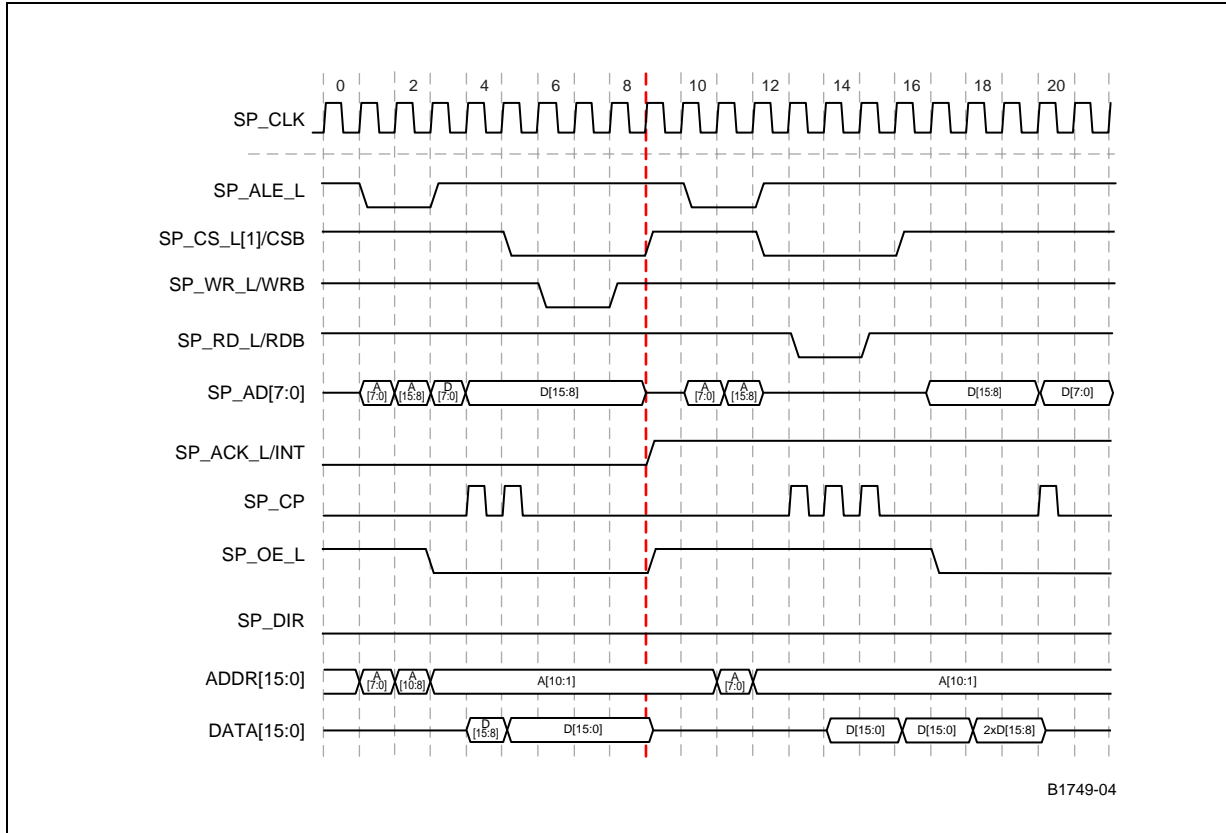 0 2 4 6 8 10 12 14 16 18 20
SP_CLK
SP_ALE_L
SP_CS_L[1]/CSB
SP_WR_L/WRB
SP_RD_L/RDB
SP_AD[7:0] A [7:0] A [15:8] D [7:0] D[15:8] A [7:0] A [15:8] D[15:8] D[7:0]
SP_ACK_L/INT
SP_CP
SP_OE_L
SP_DIR
ADDR[15:0] A [7:0] A [10:8] A[10:1] A [7:0] A[10:1]
DATA[15:0] D [15:8] D[15:0] D[15:0] D[15:0] 2xD[15:8]
B1749-04